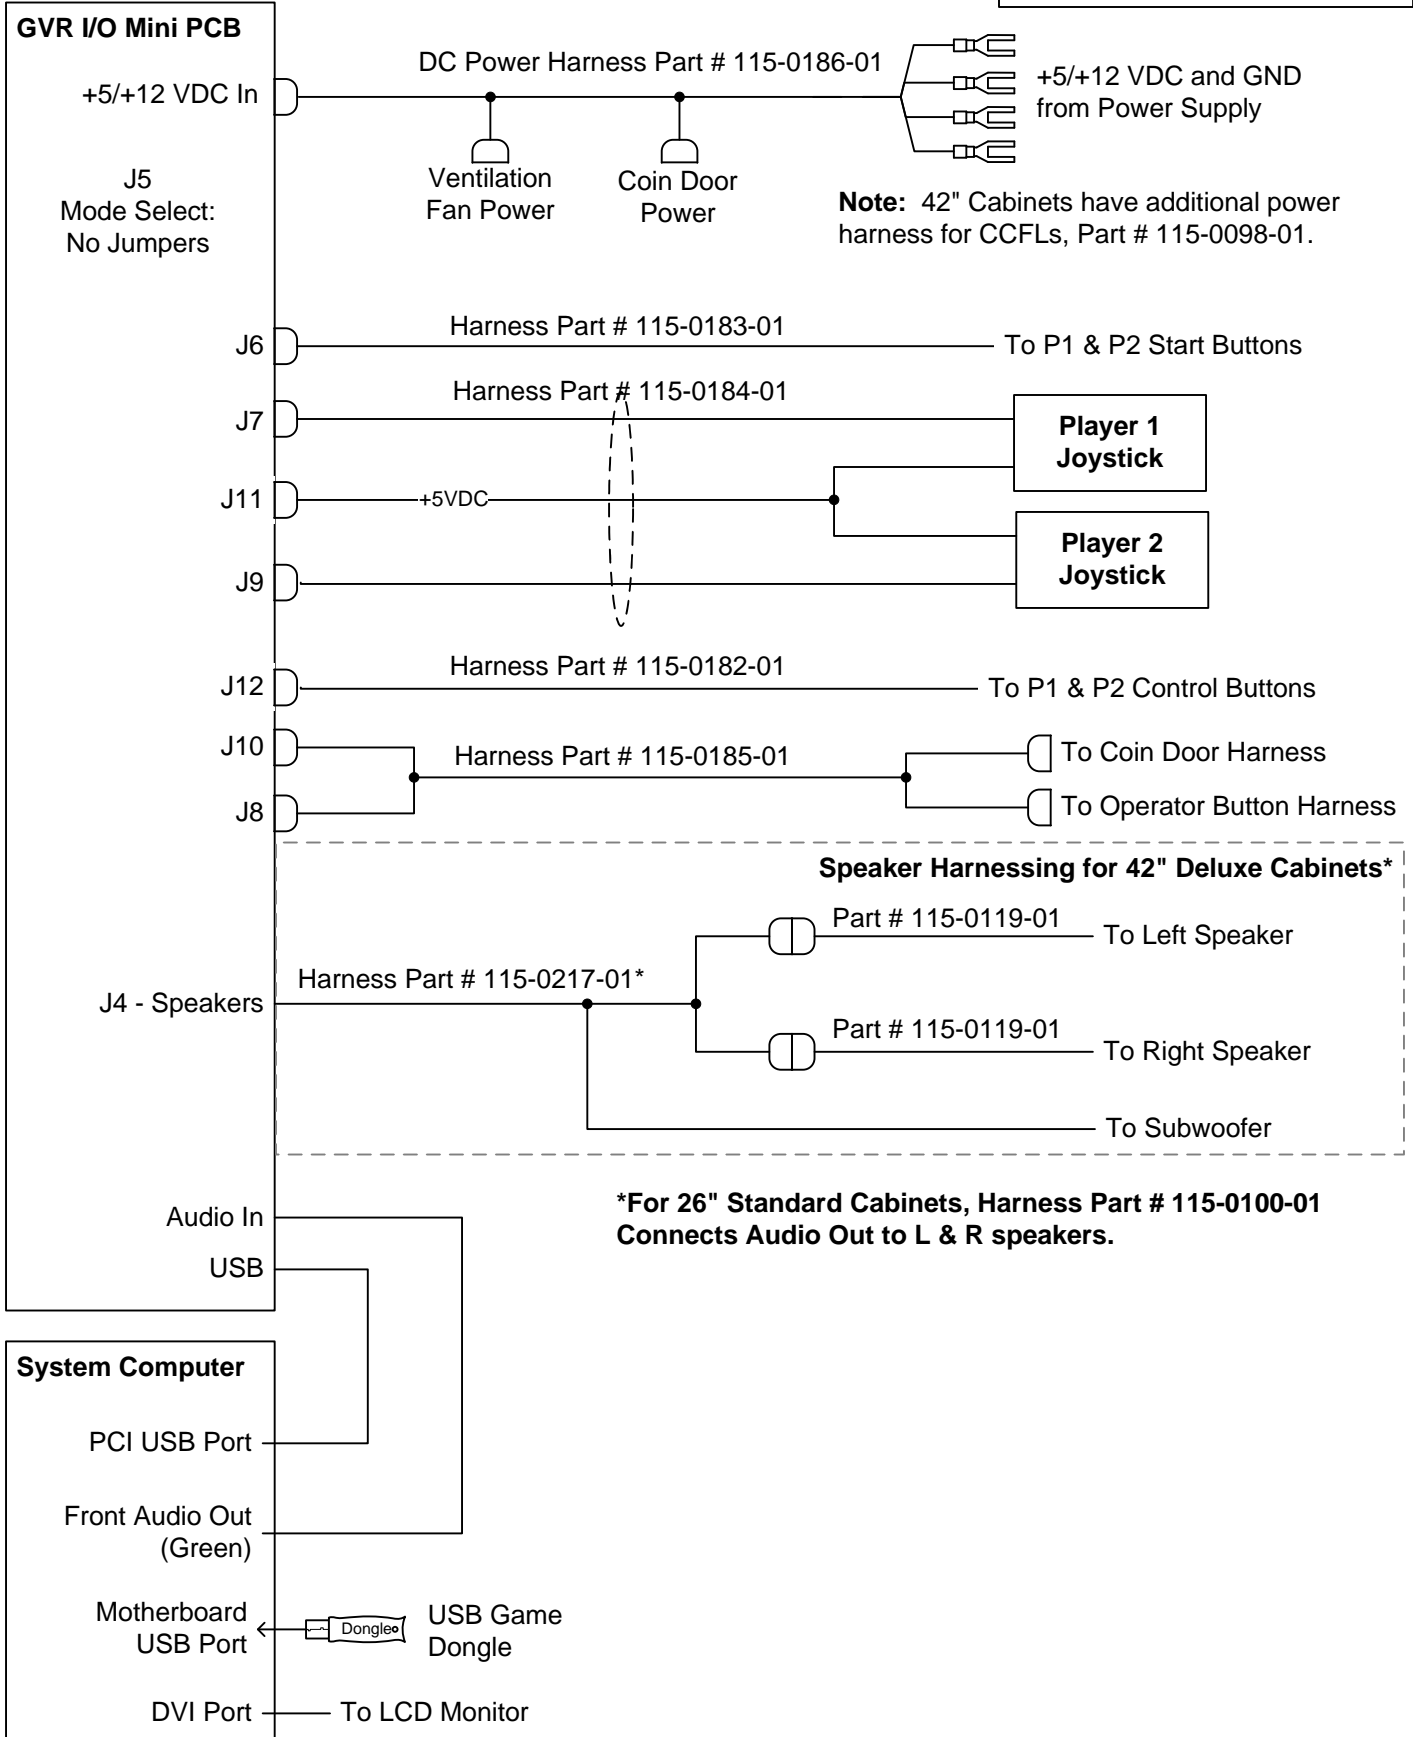 GVR I/O Mini PCB
+5/+12 VDC In
DC Power Harness Part # 115-0186-01
+5/+12 VDC and GND
from Power Supply
Ventilation
Fan Power
Coin Door
Power
J5
Mode Select:
No Jumpers
Note: 42" Cabinets have additional power
harness for CCFLs, Part # 115-0098-01.
J6
Harness Part # 115-0183-01
To P1 & P2 Start Buttons
Harness Part # 115-0184-01
J7
Player 1
Joystick
J11
+5VDC
Player 2
Joystick
J9
J12
Harness Part # 115-0182-01
To P1 & P2 Control Buttons
J10
Harness Part # 115-0185-01
To Coin Door Harness
J8
To Operator Button Harness
Speaker Harnessing for 42" Deluxe Cabinets*
Part # 115-0119-01
To Left Speaker
Harness Part # 115-0217-01*
J4 - Speakers
Part # 115-0119-01
To Right Speaker
To Subwoofer
*For 26" Standard Cabinets, Harness Part # 115-0100-01
Connects Audio Out to L & R speakers.
Audio In
USB
System Computer
PCI USB Port
Front Audio Out
(Green)
Motherboard
USB Port
Dongle
USB Game
Dongle
DVI Port
To LCD Monitor